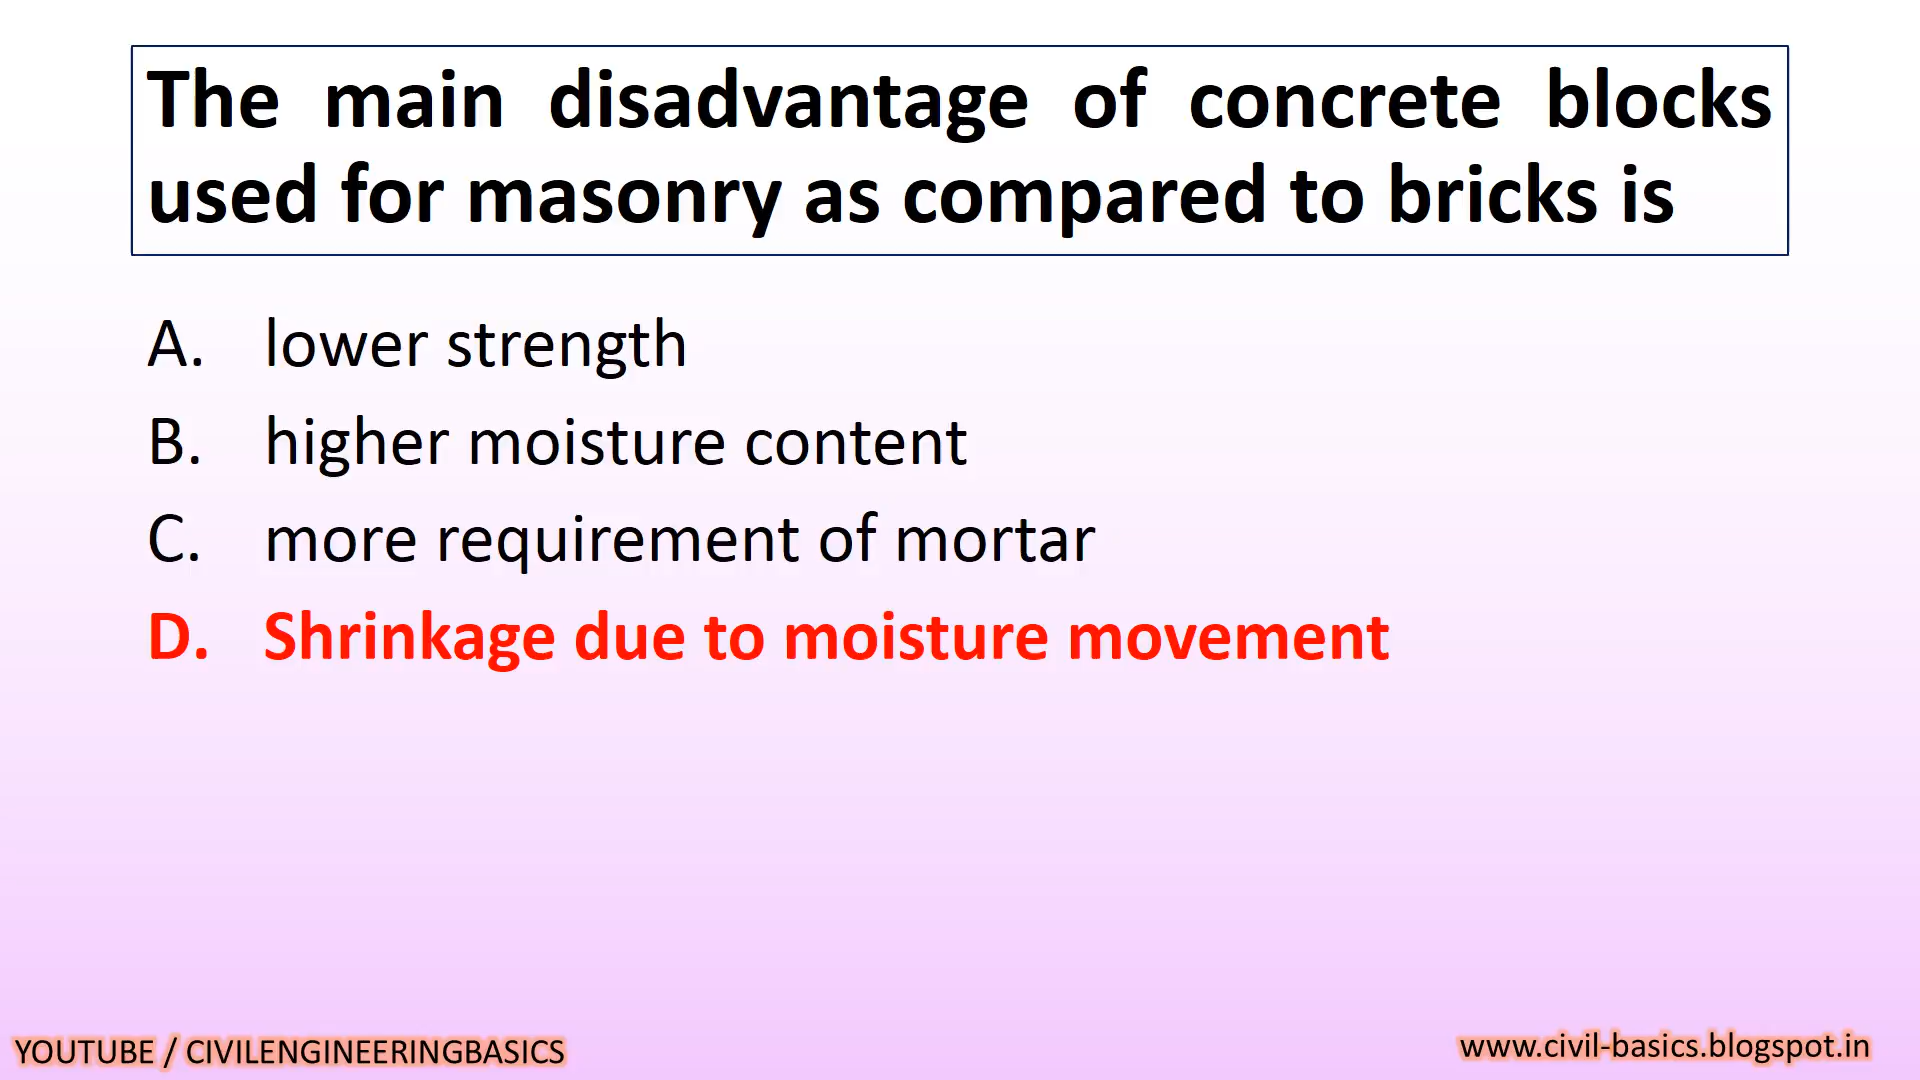 The main disadvantage of concrete blocks
used for masonry as compared to bricks is
A. lower strength
B. higher moisture content
C. more requirement of mortar
D. Shrinkage due to moisture movement
YOUTUBE / CIVILENGINEERINGBASICS
www.civil-basics.blogspot.in